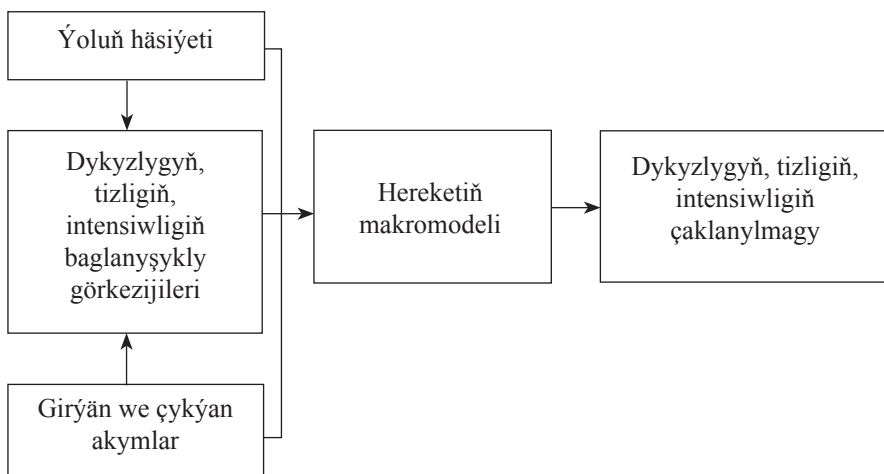 Ýoluň häsiýeti
Dykyzlygyň,
tizligiň,
intensiwligiň
baglanyşykly
görkezijileri
Girýän we çykýan
akymlar
Hereketiň
makromodeli
Dykyzlygyň, tizligiň,
intensiwligiň
çaklanylmagy